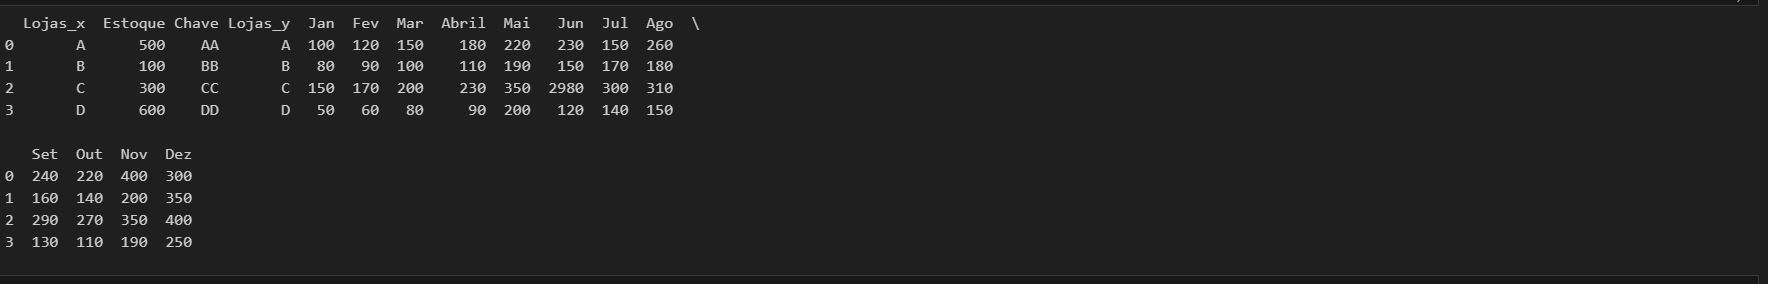 Lojas_x Estoque Chave Lojas_y Jan Fev Mar Abril Mai Jun Jul Ago \
0 A 500 AA A 100 120 150 180 220 230 150 260
1 B 100 BB B 80 90 100 110 190 150 170 180
2 C 300 CC C 150 170 200 230 350 2980 300 310
3 D 600 DD D 50 60 80 90 200 120 140 150
Set Out Nov Dez
0 240 220 400 300
1 160 140 200 350
2 290 270 350 400
3 130 110 190 250